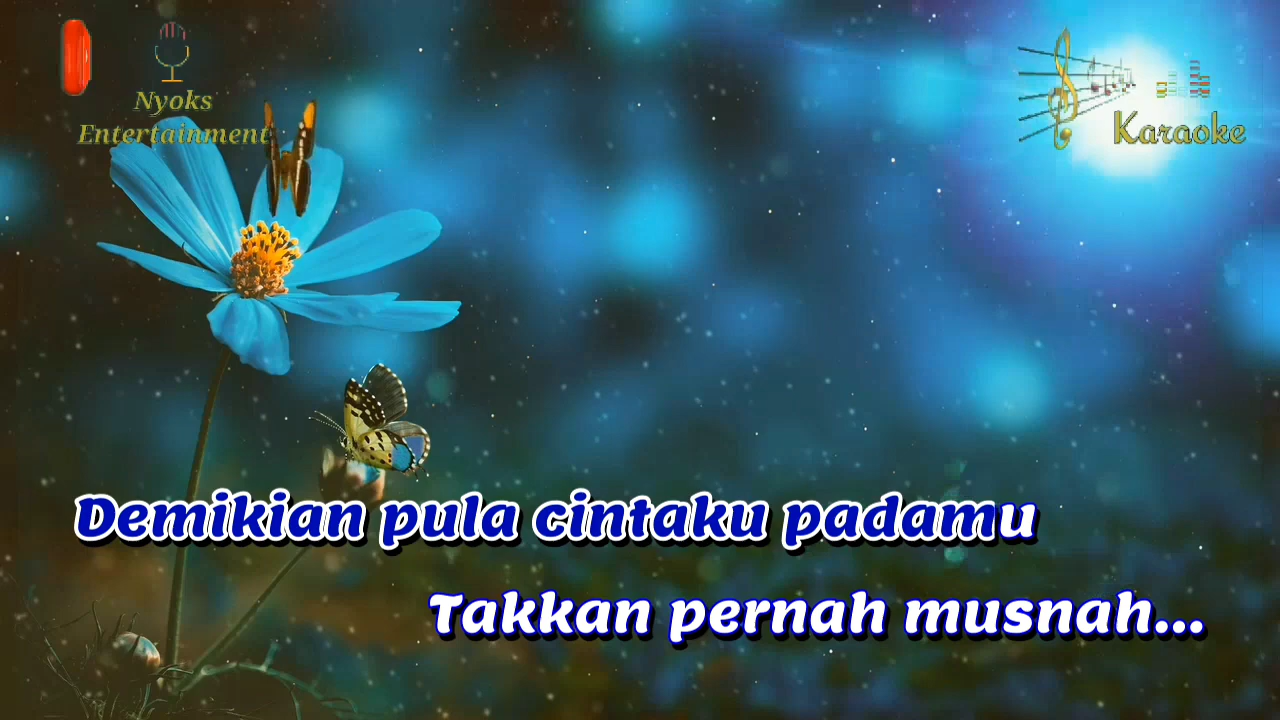 Nyoks
Entertainment
Karaoke
Demikian pula cintaku padamu
Takkan pernah musnah...